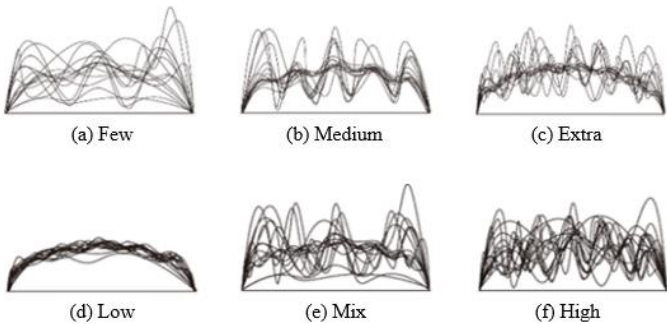 (a) Few
(b) Medium
(c) Extra
(d) Low
(e) Mix
(f) High